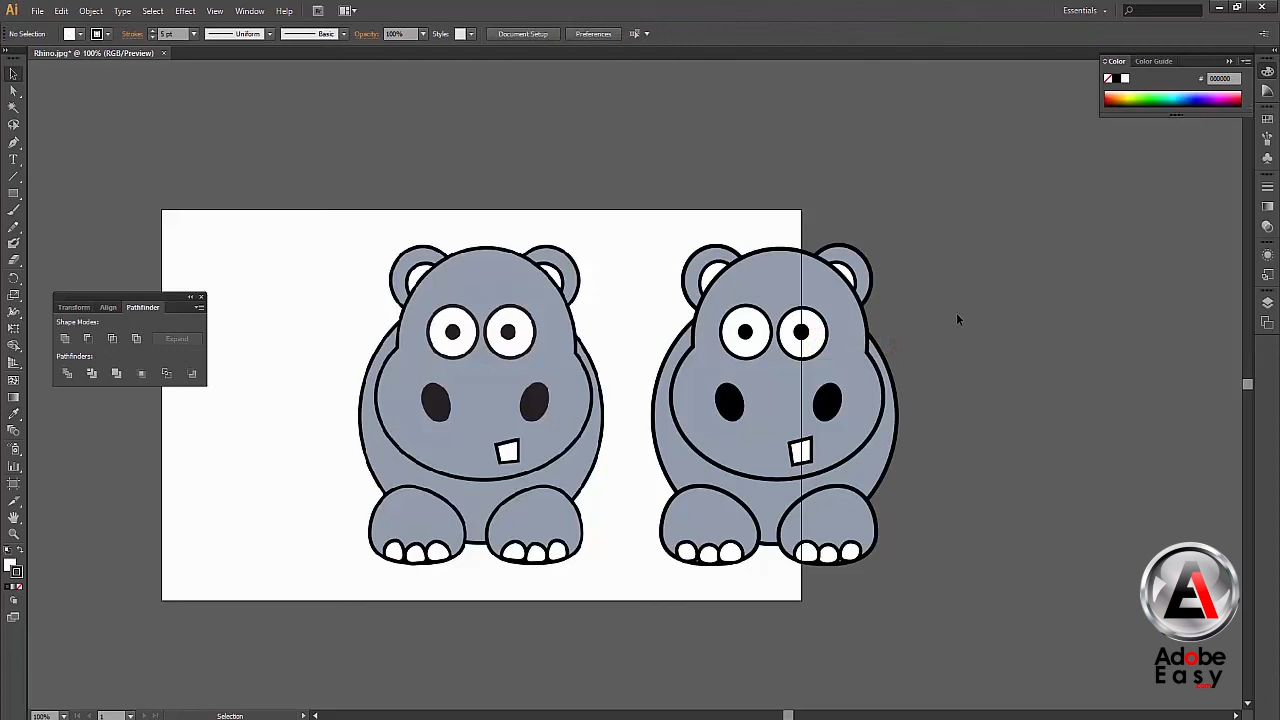 Ai File Edit Object Type Select Effect View Window Help Br Essentials
No Selection Stroke: 5 pt Uniform Basic Opacity: 100% Style: Document Setup Preferences
Rhino.jpg* @ 100% (RGB/Preview) ×
Color Color Guide
# 000000
Transform Align Pathfinder
Shape Modes:
Expand
Pathfinders:
Adobe
Easy
.com
100% 1 Selection